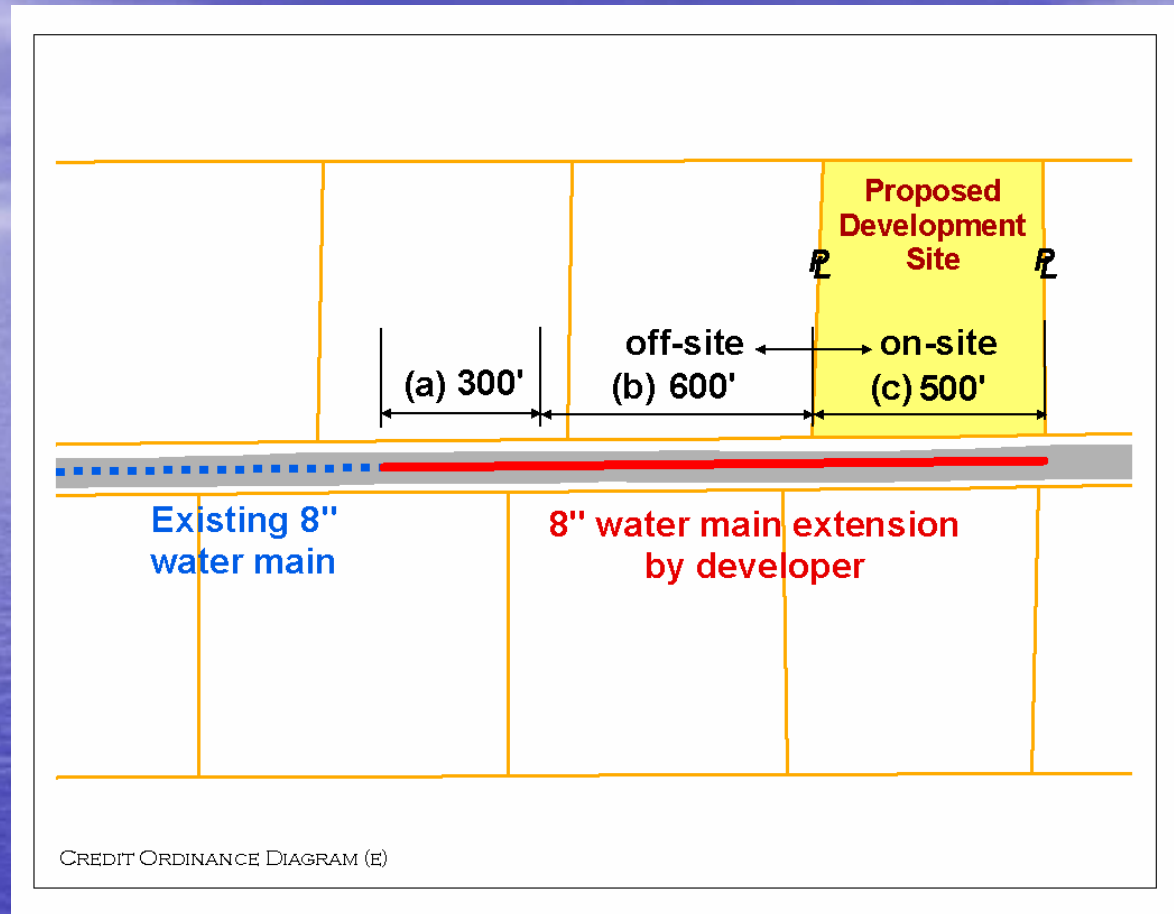 Proposed
Development
Site
PL PL
off-site on-site
(a) 300' (b) 600' (c) 500'
Existing 8"
water main
8" water main extension
by developer
CREDIT ORDINANCE DIAGRAM (E)